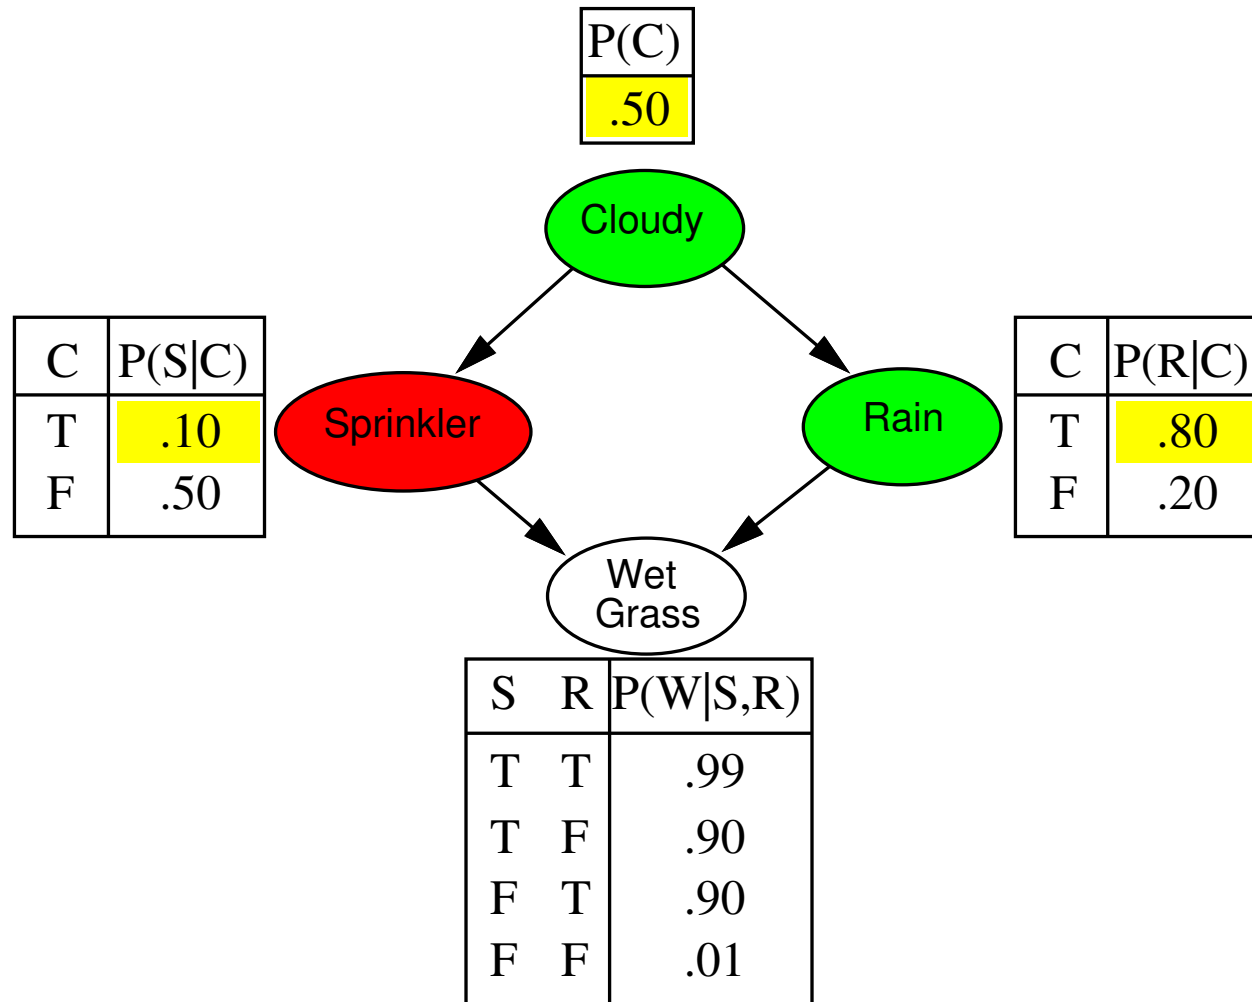 P(C)
.50
Cloudy
C P(S|C)
T .10
F .50
Sprinkler
Rain
C P(R|C)
T .80
F .20
Wet
Grass
S R P(W|S,R)
T T .99
T F .90
F T .90
F F .01